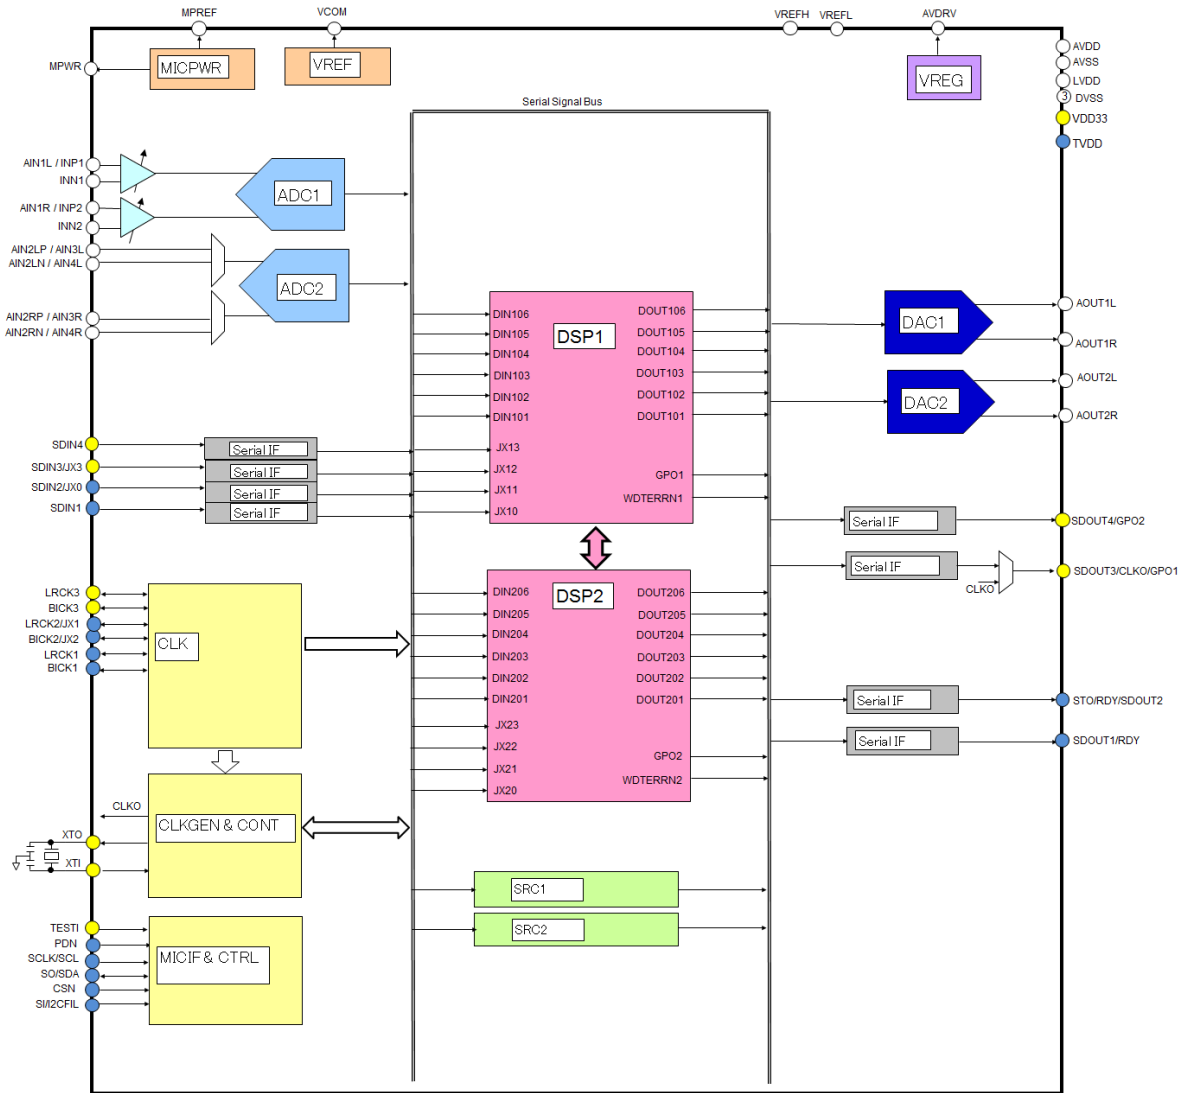 MPREF
VCOM
VREFH
VREFL
AVDRV
MPWR
MICPWR
VREF
VREG
AVDD
AVSS
LVDD
3 DVSS
VDD33
TVDD
Serial Signal Bus
AIN1L / INP1
INN1
AIN1R / INP2
INN2
AIN2LP / AIN3L
AIN2LN / AIN4L
AIN2RP / AIN3R
AIN2RN / AIN4R
ADC1
ADC2
SDIN4
SDIN3/JX3
SDIN2/JX0
SDIN1
Serial IF
Serial IF
Serial IF
Serial IF
DSP1
DIN106
DIN105
DIN104
DIN103
DIN102
DIN101
JX13
JX12
JX11
JX10
DOUT106
DOUT105
DOUT104
DOUT103
DOUT102
DOUT101
GPO1
WDTERRN1
DAC1
DAC2
AOUT1L
AOUT1R
AOUT2L
AOUT2R
Serial IF
SDOUT4/GPO2
Serial IF
CLKO
SDOUT3/CLKO/GPO1
LRCK3
BICK3
LRCK2/JX1
BICK2/JX2
LRCK1
BICK1
CLK
DSP2
DIN206
DIN205
DIN204
DIN203
DIN202
DIN201
JX23
JX22
JX21
JX20
DOUT206
DOUT205
DOUT204
DOUT203
DOUT202
DOUT201
GPO2
WDTERRN2
Serial IF
STO/RDY/SDOUT2
Serial IF
SDOUT1/RDY
CLKO
XTO
XTI
CLKGEN & CONT
SRC1
SRC2
TESTI
PDN
SCLK/SCL
SO/SDA
CSN
SI/I2CFIL
MICIF & CTRL